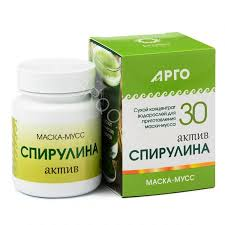 МАСКА-МУСС
СПИРУЛИНА
актив
АРГО
Сухой концентрат
водорослей для
приготовления
маски-мусса
30
актив
СПИРУЛИНА
МАСКА-МУСС